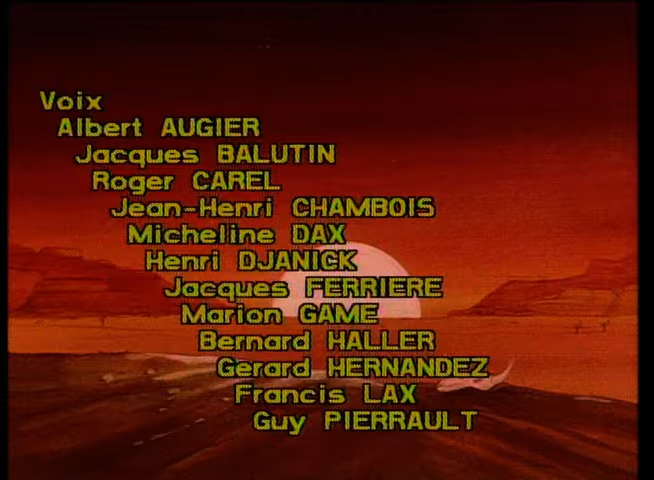 Voix
Albert AUGIER
Jacques BALUTIN
Roger CAREL
Jean-Henri CHAMBOIS
Micheline DAX
Henri DJANICK
Jacques FERRIERE
Marion GAME
Bernard HALLER
Gérard HERNANDEZ
Francis LAX
Guy PIERRAULT